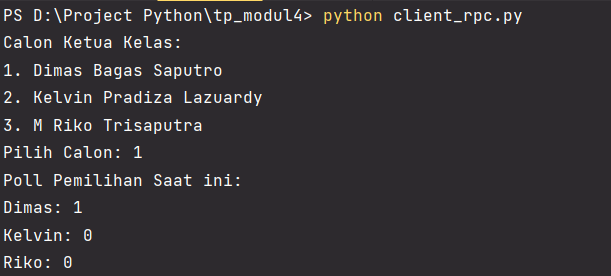 PS D:\Project Python\tp_modul4> python client_rpc.py
Calon Ketua Kelas:
1. Dimas Bagas Saputro
2. Kelvin Pradiza Lazuardy
3. M Riko Trisaputra
Pilih Calon: 1
Poll Pemilihan Saat ini:
Dimas: 1
Kelvin: 0
Riko: 0